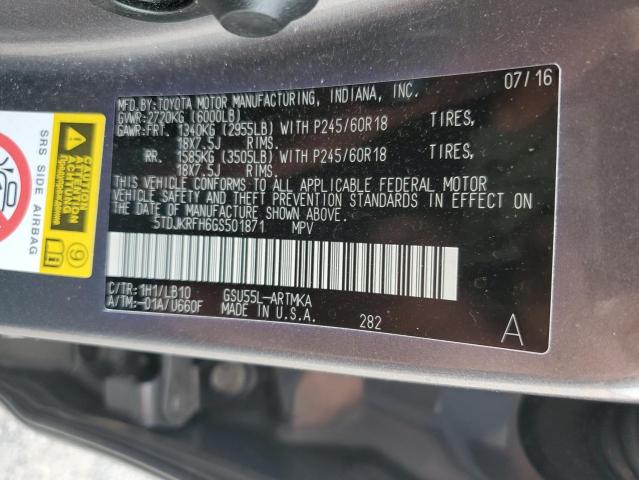 MFD.BY:TOYOTA MOTOR MANUFACTURING, INDIANA, INC. 07/16
GVWR:2720KG(6000LB)
GAWR:FRT. 1340KG(2955LB)WITH P245/60R18 TIRES,
18X7.5J RIMS.
RR. 1585KG(3505LB)WITH P245/60R18 TIRES,
18X7.5J RIMS.
THIS VEHICLE CONFORMS TO ALL APPLICABLE FEDERAL MOTOR
VEHICLE SAFETY AND THEFT PREVENTION STANDARDS IN EFFECT ON
THE DATE OF MANUFACTURE SHOWN ABOVE.
5TDJKRFH6GS501871 MPV
C/TR:1H1/LB10 GSU55L-ARTMKA
A/TM:-01A/U660F MADE IN U.S.A.
282 A
SRS SIDE AIRBAG
CAUTION
ATTENTION
9